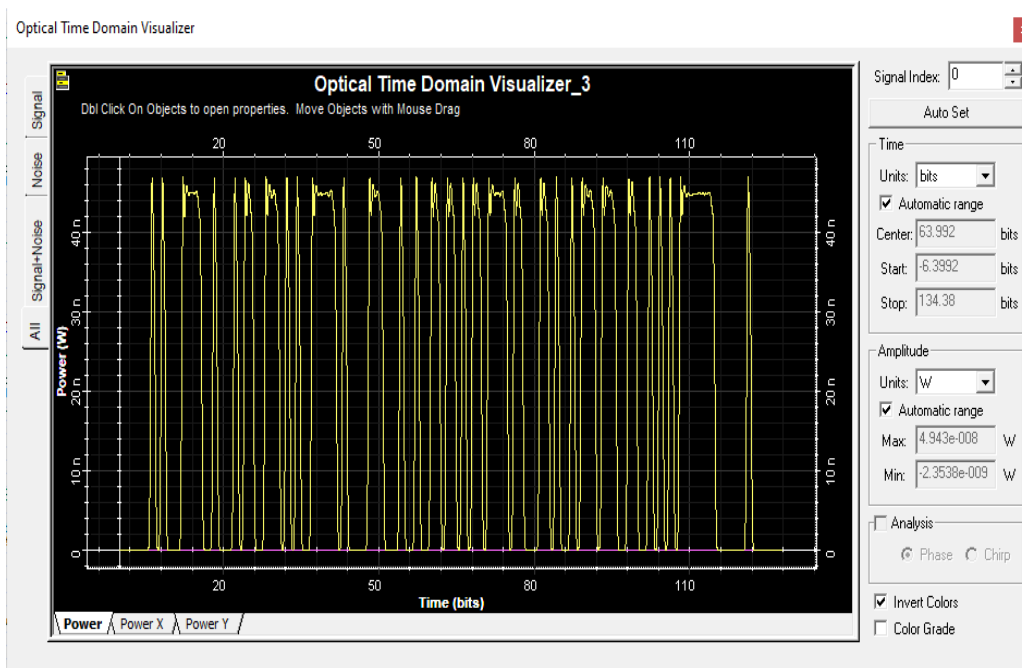 Optical Time Domain Visualizer
Signal
Noise
Signal+Noise
All
Optical Time Domain Visualizer_3
Dbl Click On Objects to open properties. Move Objects with Mouse Drag
20 50 80 110
Power (W)
40 n
30 n
20 n
10 n
0
40 n
30 n
20 n
10 n
0
20 50 80 110
Time (bits)
Power Power X Power Y
Signal Index: 0
Auto Set
Time
Units: bits
Automatic range
Center: 63.992 bits
Start: -6.3992 bits
Stop: 134.38 bits
Amplitude
Units: W
Automatic range
Max: 4.943e-008 W
Min: -2.3538e-009 W
Analysis
Phase Chirp
Invert Colors
Color Grade